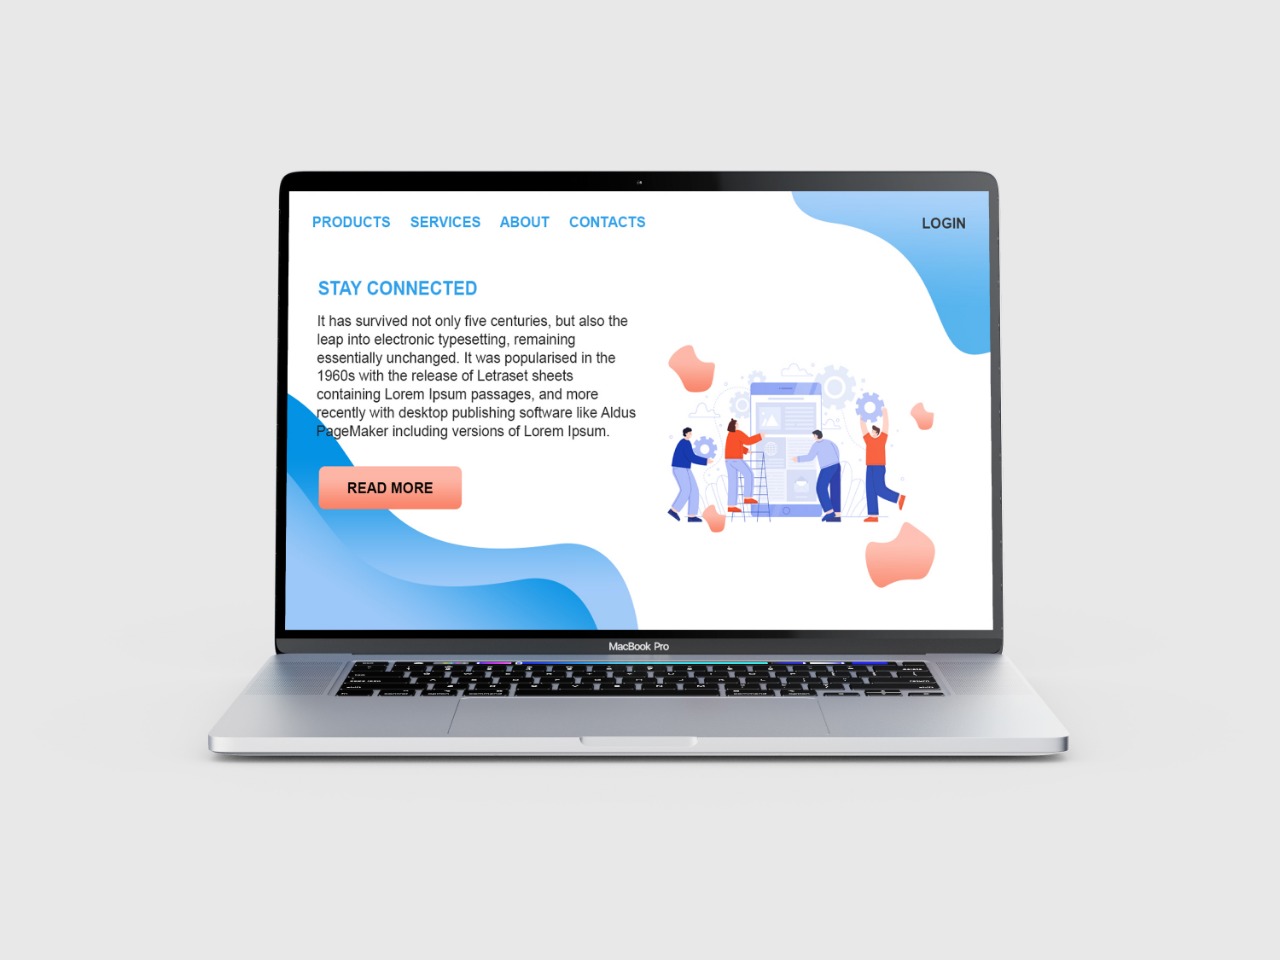 PRODUCTS SERVICES ABOUT CONTACTS LOGIN
STAY CONNECTED
It has survived not only five centuries, but also the
leap into electronic typesetting, remaining
essentially unchanged. It was popularised in the
1960s with the release of Letraset sheets
containing Lorem Ipsum passages, and more
recently with desktop publishing software like Aldus
PageMaker including versions of Lorem Ipsum.
READ MORE
MacBook Pro